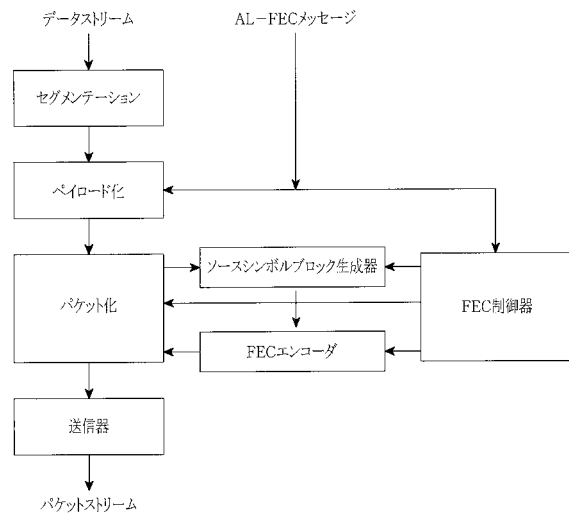 データストリーム
AL-FECメッセージ
セグメンテーション
ペイロード化
ソースシンボルブロック生成器
パケット化
FEC制御器
FECエンコーダ
送信器
パケットストリーム